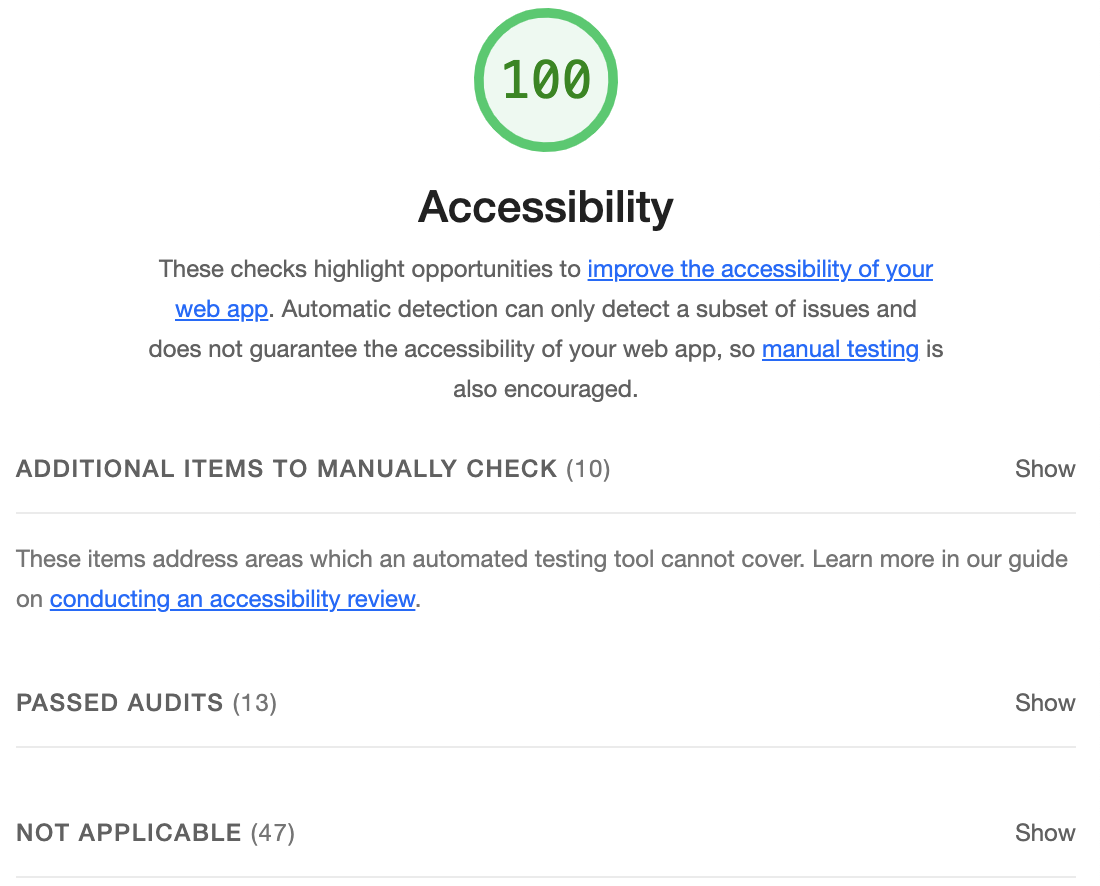 100
Accessibility
These checks highlight opportunities to improve the accessibility of your
web app. Automatic detection can only detect a subset of issues and
does not guarantee the accessibility of your web app, so manual testing is
also encouraged.
ADDITIONAL ITEMS TO MANUALLY CHECK (10) Show
These items address areas which an automated testing tool cannot cover. Learn more in our guide
on conducting an accessibility review.
PASSED AUDITS (13) Show
NOT APPLICABLE (47) Show